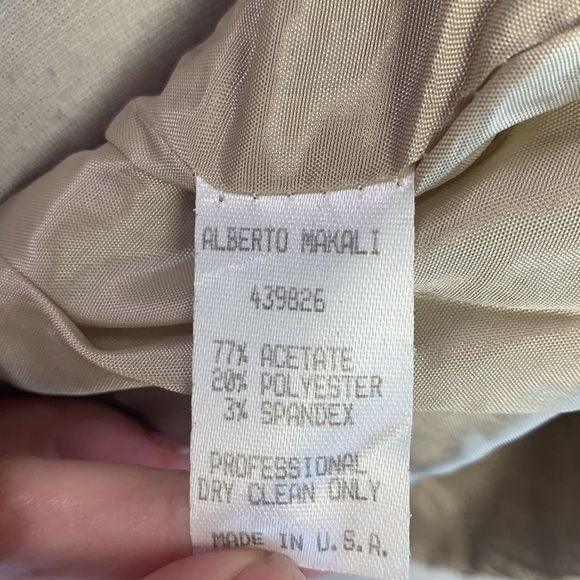 ALBERTO MAKALI
439826
77% ACETATE
20% POLYESTER
3% SPANDEX
PROFESSIONAL
DRY CLEAN ONLY
MADE IN U.S.A.